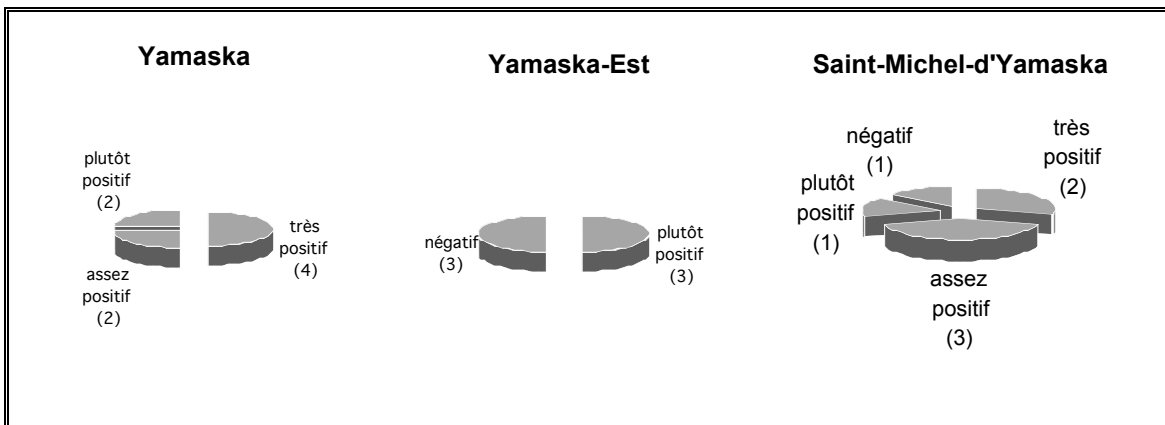 Yamaska
plutôt
positif
(2)
très
positif
(4)
assez
positif
(2)
Yamaska-Est
négatif
(3)
plutôt
positif
(3)
Saint-Michel-d'Yamaska
négatif
(1)
très
positif
(2)
plutôt
positif
(1)
assez
positif
(3)